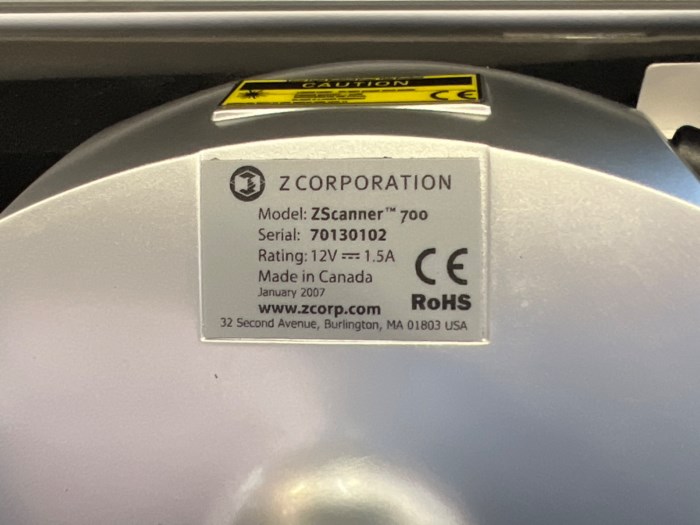 CAUTION
CE
Z CORPORATION
Model: ZScanner™ 700
Serial: 70130102
Rating: 12V ⎓ 1.5A
Made in Canada
January 2007
CE
RoHS
www.zcorp.com
32 Second Avenue, Burlington, MA 01803 USA